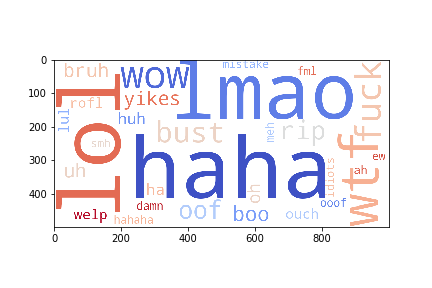 0
100
200
300
400
0
200
400
600
800
bruh
wow
lmao
mistake
fml
fuck
rofl
yikes
lol
lul
huh
bust
meh
rip
smh
haha
wtf
ew
uh
ha
oh
idiots
ah
welp
damn
hahaha
oof
boo
ouch
ooof